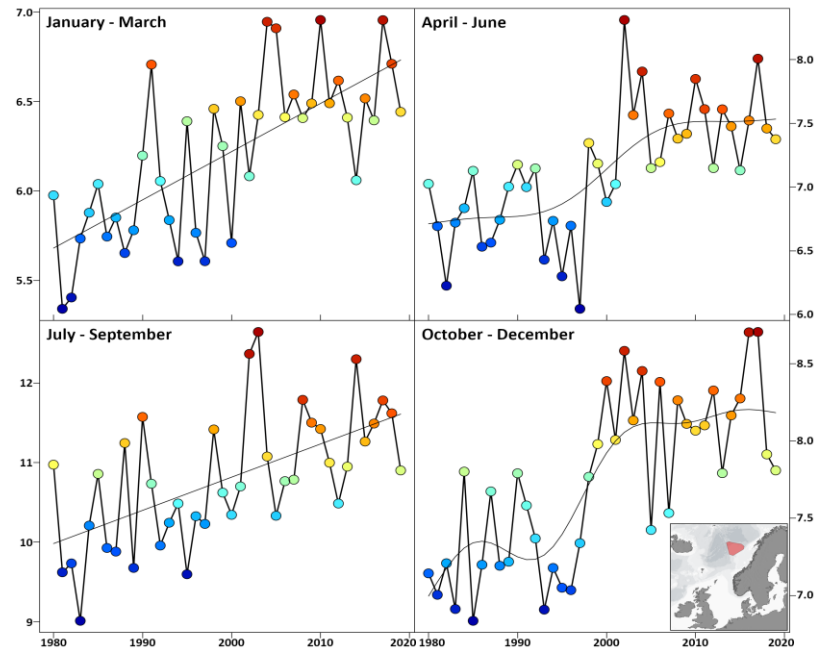 January - March
April - June
7.0
6.5
6.0
5.5
8.0
7.5
7.0
6.5
6.0
July - September
October - December
12
11
10
9
8.5
8.0
7.5
7.0
1980 1990 2000 2010 2020
1980 1990 2000 2010 2020